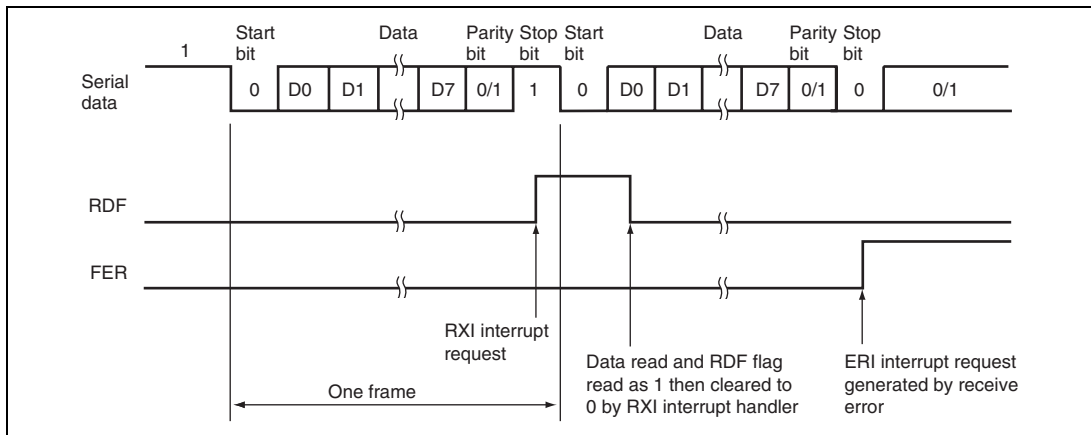 Start bit
Data
Parity bit
Stop bit
Start bit
Data
Parity bit
Stop bit
1
Serial data
0 D0 D1 D7 0/1 1 0 D0 D1 D7 0/1 0 0/1
RDF
FER
RXI interrupt request
Data read and RDF flag
read as 1 then cleared to
0 by RXI interrupt handler
ERI interrupt request
generated by receive
error
One frame